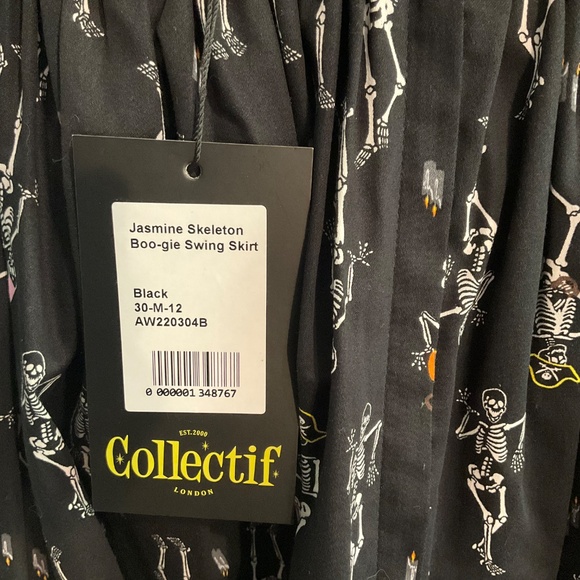 Jasmine Skeleton
Boo-gie Swing Skirt
Black
30-M-12
AW220304B
0 000001 348767
EST.2000
Collectif
LONDON